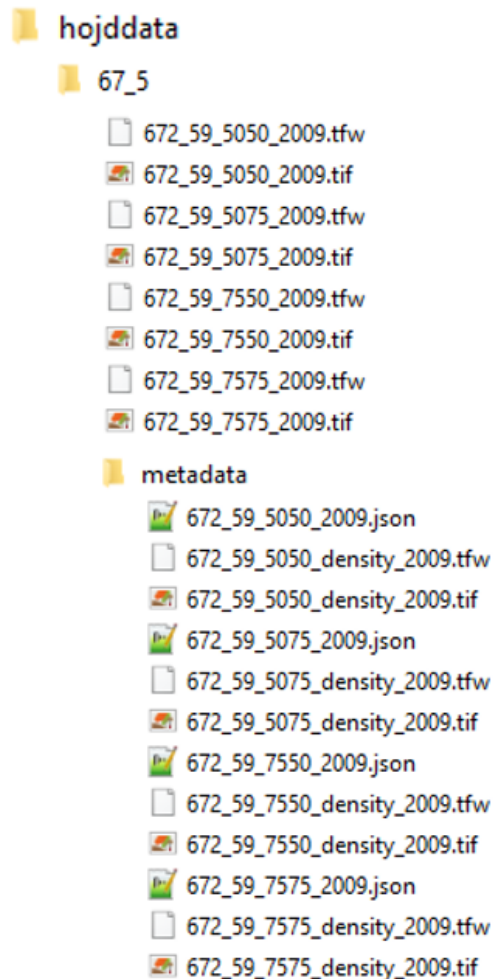 hojddata
67_5
672_59_5050_2009.tfw
672_59_5050_2009.tif
672_59_5075_2009.tfw
672_59_5075_2009.tif
672_59_7550_2009.tfw
672_59_7550_2009.tif
672_59_7575_2009.tfw
672_59_7575_2009.tif
metadata
672_59_5050_2009.json
672_59_5050_density_2009.tfw
672_59_5050_density_2009.tif
672_59_5075_2009.json
672_59_5075_density_2009.tfw
672_59_5075_density_2009.tif
672_59_7550_2009.json
672_59_7550_density_2009.tfw
672_59_7550_density_2009.tif
672_59_7575_2009.json
672_59_7575_density_2009.tfw
672_59_7575_density_2009.tif